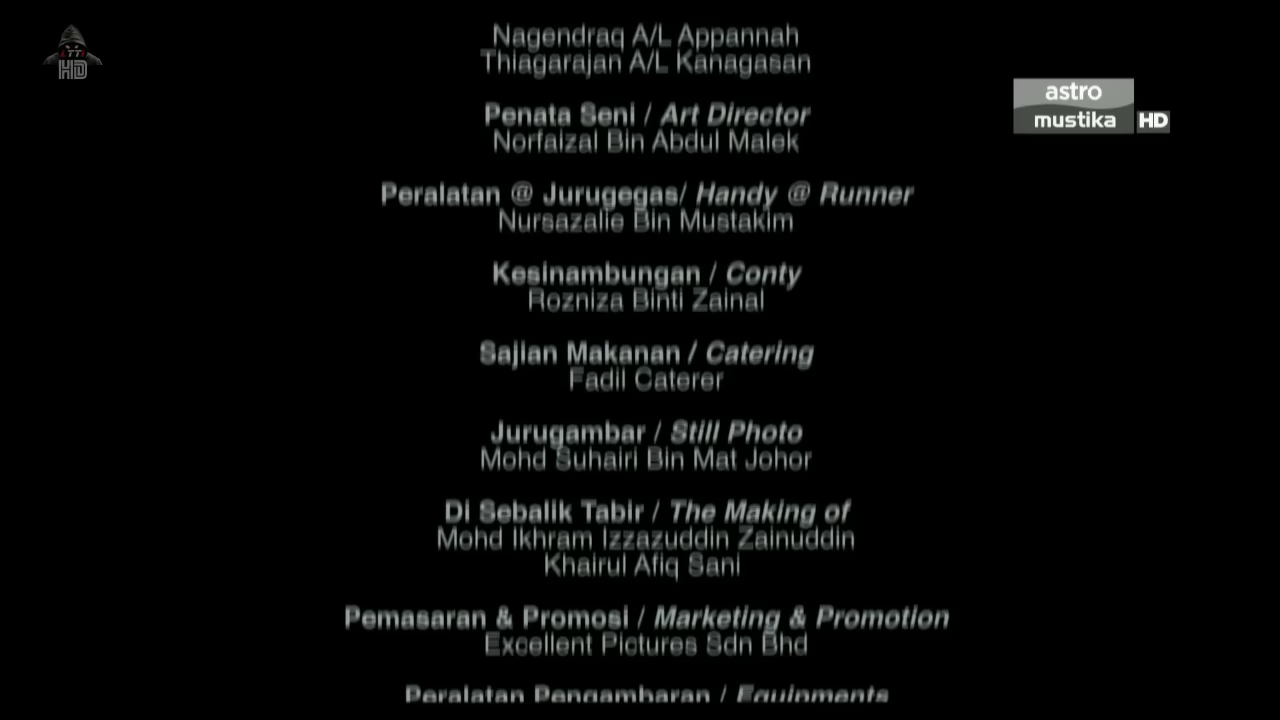 Nagendraq A/L Appannah
Thiagarajan A/L Kanagasan
Penata Seni / Art Director
Norfaizal Bin Abdul Malek
Peralatan @ Jurugegas/ Handy @ Runner
Nursazalie Bin Mustakim
Kesinambungan / Conty
Rozniza Binti Zainal
Sajian Makanan / Catering
Fadil Caterer
Jurugambar / Still Photo
Mohd Suhairi Bin Mat Johor
Di Sebalik Tabir / The Making of
Mohd Ikhram Izzazuddin Zainuddin
Khairul Afiq Sani
Pemasaran & Promosi / Marketing & Promotion
Excellent Pictures Sdn Bhd
Peralatan Pengambaran / Equipments
astro
mustika HD
HD